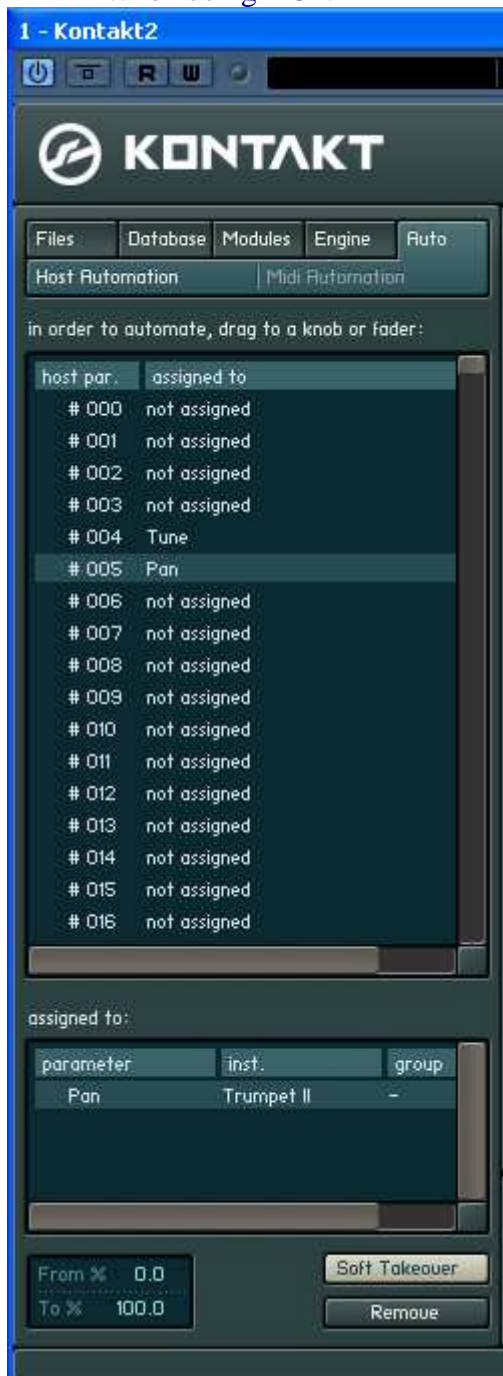 1 - Kontakt2
R W
KONTAKT
Files Database Modules Engine Auto
Host Automation Midi Automation
in order to automate, drag to a knob or fader:
host par. assigned to
# 000 not assigned
# 001 not assigned
# 002 not assigned
# 003 not assigned
# 004 Tune
# 005 Pan
# 006 not assigned
# 007 not assigned
# 008 not assigned
# 009 not assigned
# 010 not assigned
# 011 not assigned
# 012 not assigned
# 013 not assigned
# 014 not assigned
# 015 not assigned
# 016 not assigned
assigned to:
parameter inst. group
Pan Trumpet II -
From % 0.0 Soft Takeover
To % 100.0 Remove